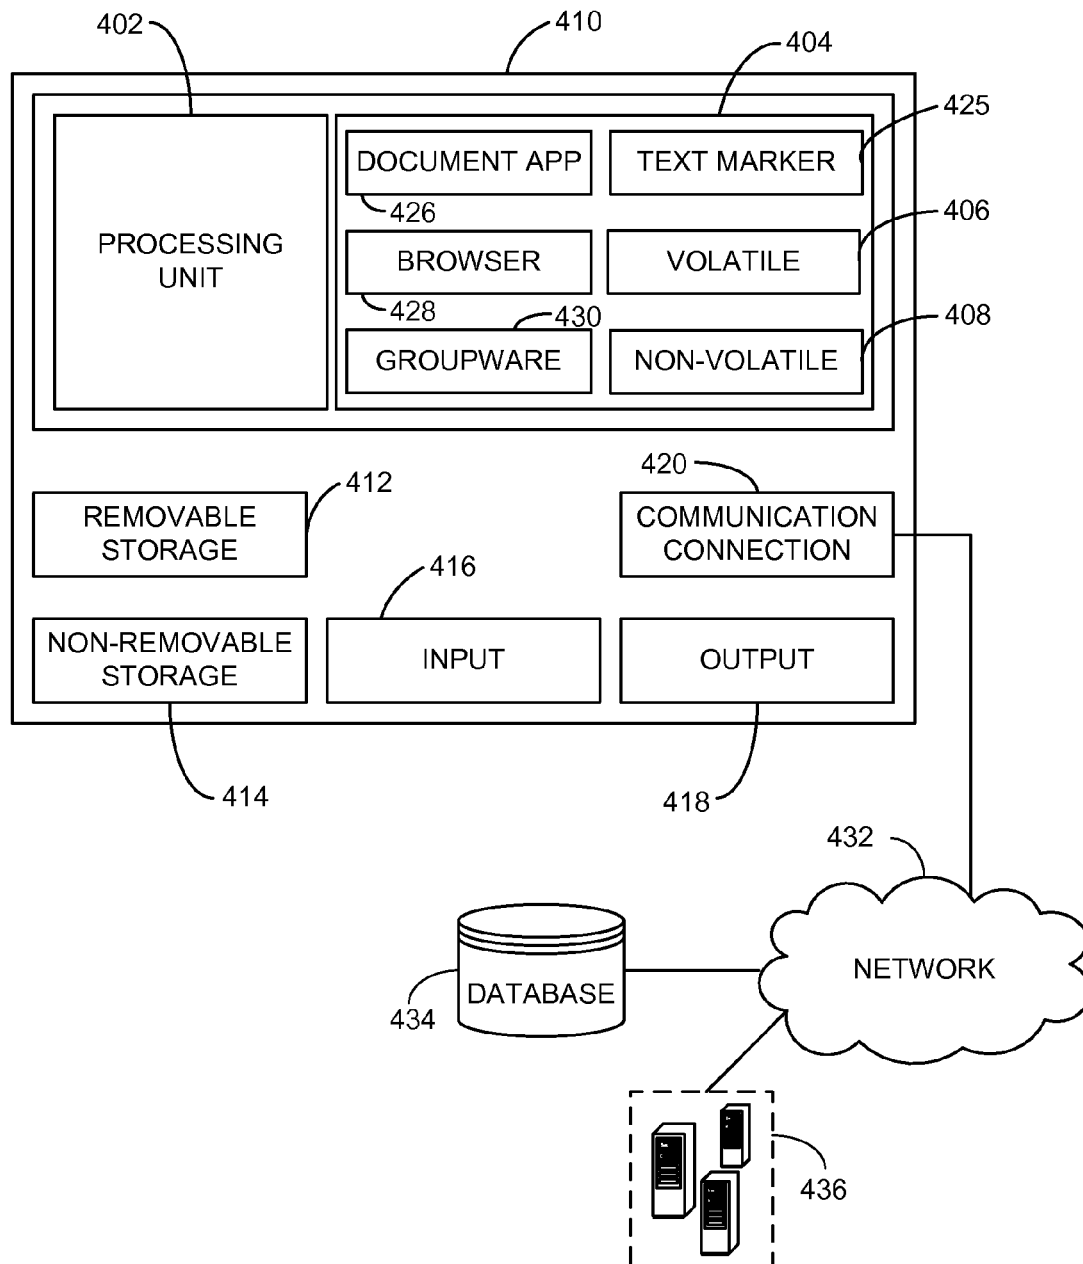 402
410
404
425
DOCUMENT APP
TEXT MARKER
426
406
PROCESSING
UNIT
BROWSER
VOLATILE
428
430
408
GROUPWARE
NON-VOLATILE
420
412
REMOVABLE
STORAGE
COMMUNICATION
CONNECTION
416
NON-REMOVABLE
STORAGE
INPUT
OUTPUT
414
418
432
NETWORK
DATABASE
434
436